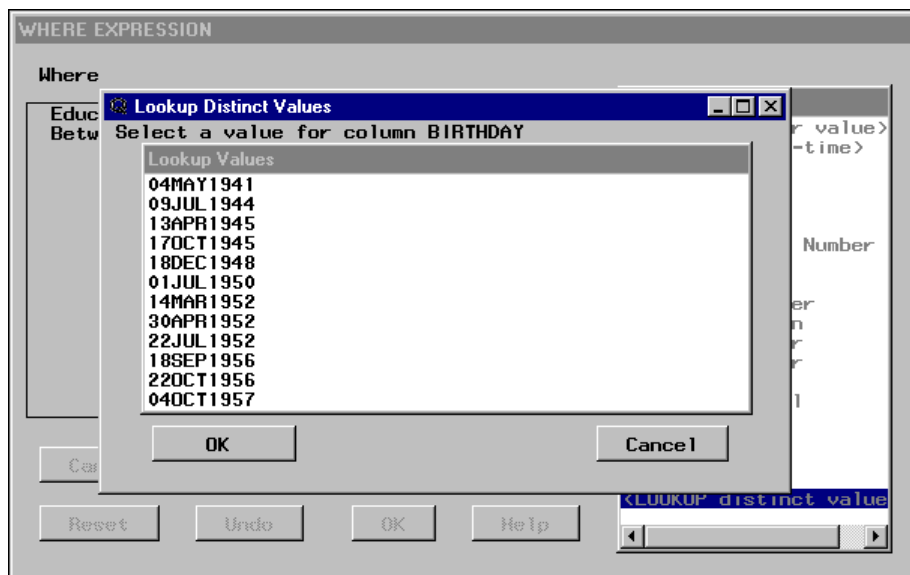 WHERE EXPRESSION
Where
Educ
Betw
Lookup Distinct Values
Select a value for column BIRTHDAY
Lookup Values
04MAY1941
09JUL1944
13APR1945
17OCT1945
18DEC1948
01JUL1950
14MAR1952
30APR1952
22JUL1952
18SEP1956
22OCT1956
04OCT1957
OK
Cancel
r value>
-time>
Number
er
n
r
r
l
<LOOKUP distinct value
Can
Reset
Undo
OK
Help